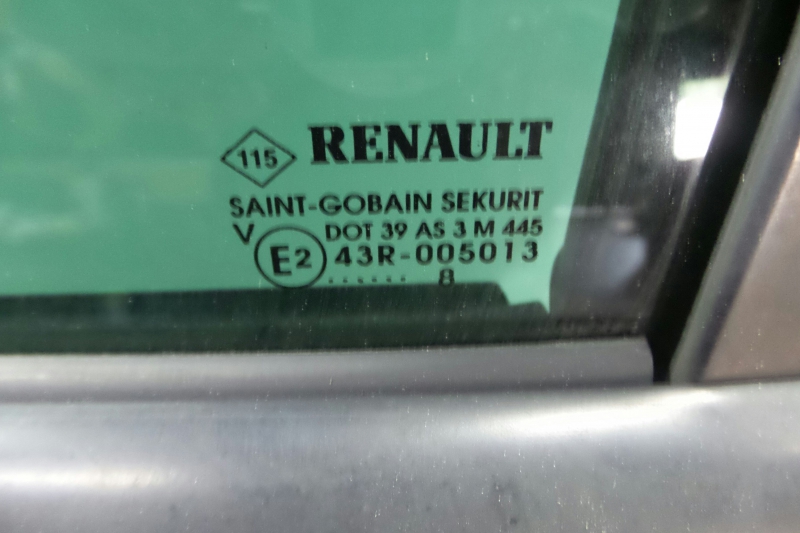 115 RENAULT
SAINT-GOBAIN SEKURIT
V DOT 39 AS 3 M 445
E2 43R-005013
...... 8